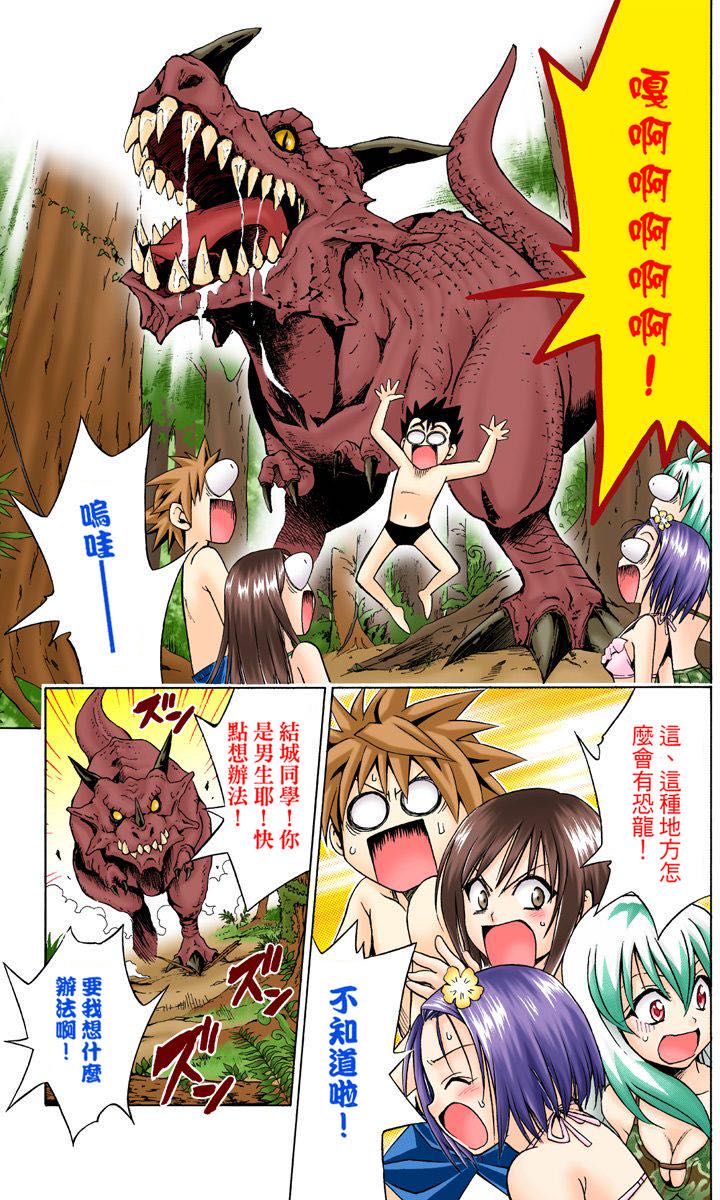 嘎啊啊啊啊啊！
嗚哇——
這、這種地方怎
麼會有恐龍！
不知道啦！
結城同學！你
是男生耶！快
點想辦法！
要我想什麼
辦法啊！
ズン
ズン
ズン